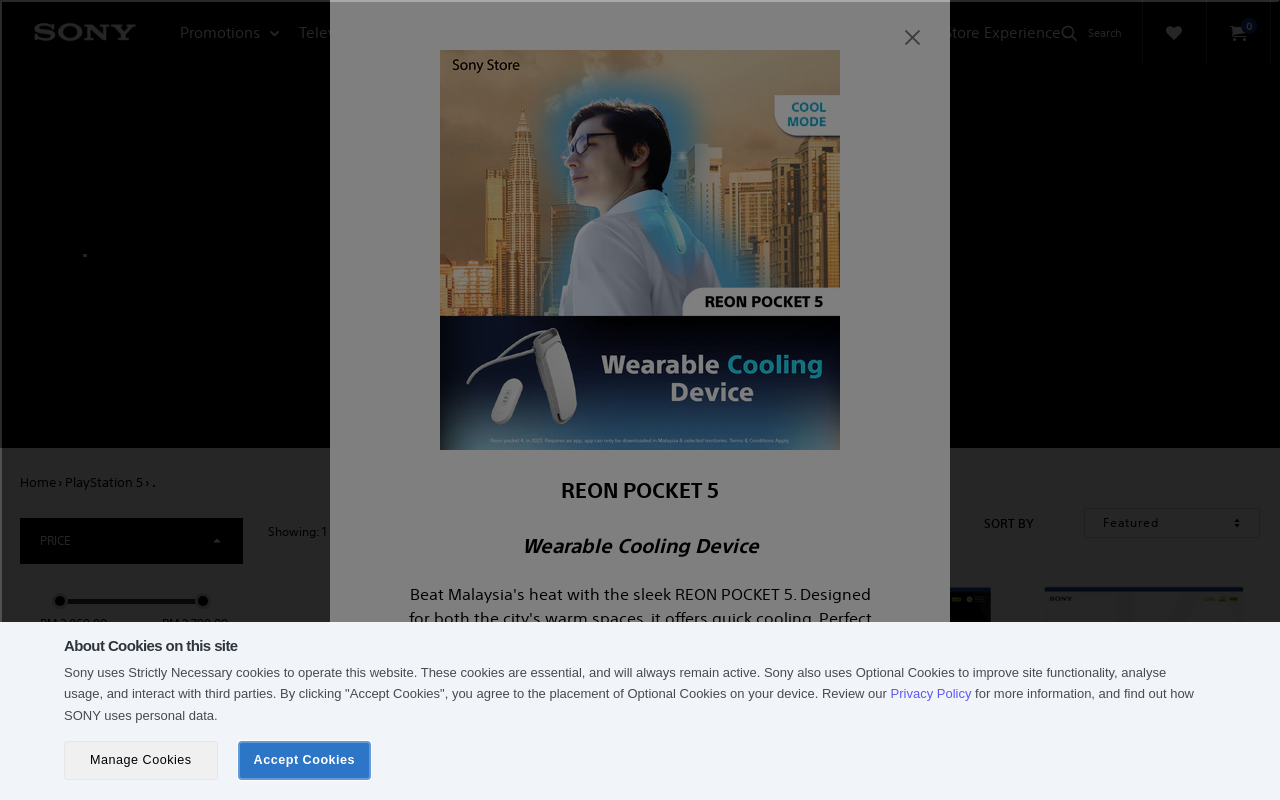 SONY
Promotions
Store Experience
Search
0
Sony Store
COOL
MODE
REON POCKET 5
Wearable Cooling
Device
REON POCKET 5
Wearable Cooling Device
Beat Malaysia's heat with the sleek REON POCKET 5. Designed
for both the city's warm spaces, it offers quick cooling. Perfect
Home › PlayStation 5 › .
PRICE
Showing: 1
SORT BY
Featured
SONY
About Cookies on this site
Sony uses Strictly Necessary cookies to operate this website. These cookies are essential, and will always remain active. Sony also uses Optional Cookies to improve site functionality, analyse
usage, and interact with third parties. By clicking "Accept Cookies", you agree to the placement of Optional Cookies on your device. Review our Privacy Policy for more information, and find out how
SONY uses personal data.
Manage Cookies
Accept Cookies